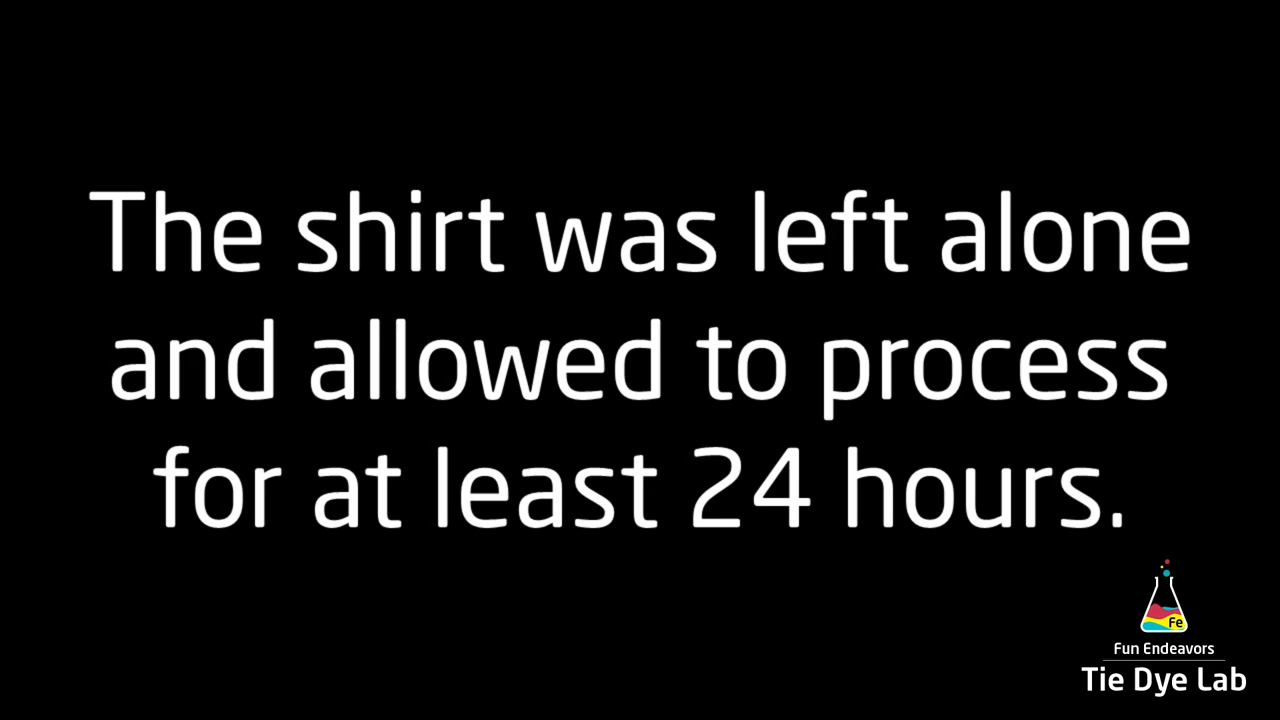 The shirt was left alone
and allowed to process
for at least 24 hours.
Fe
Fun Endeavors
Tie Dye Lab